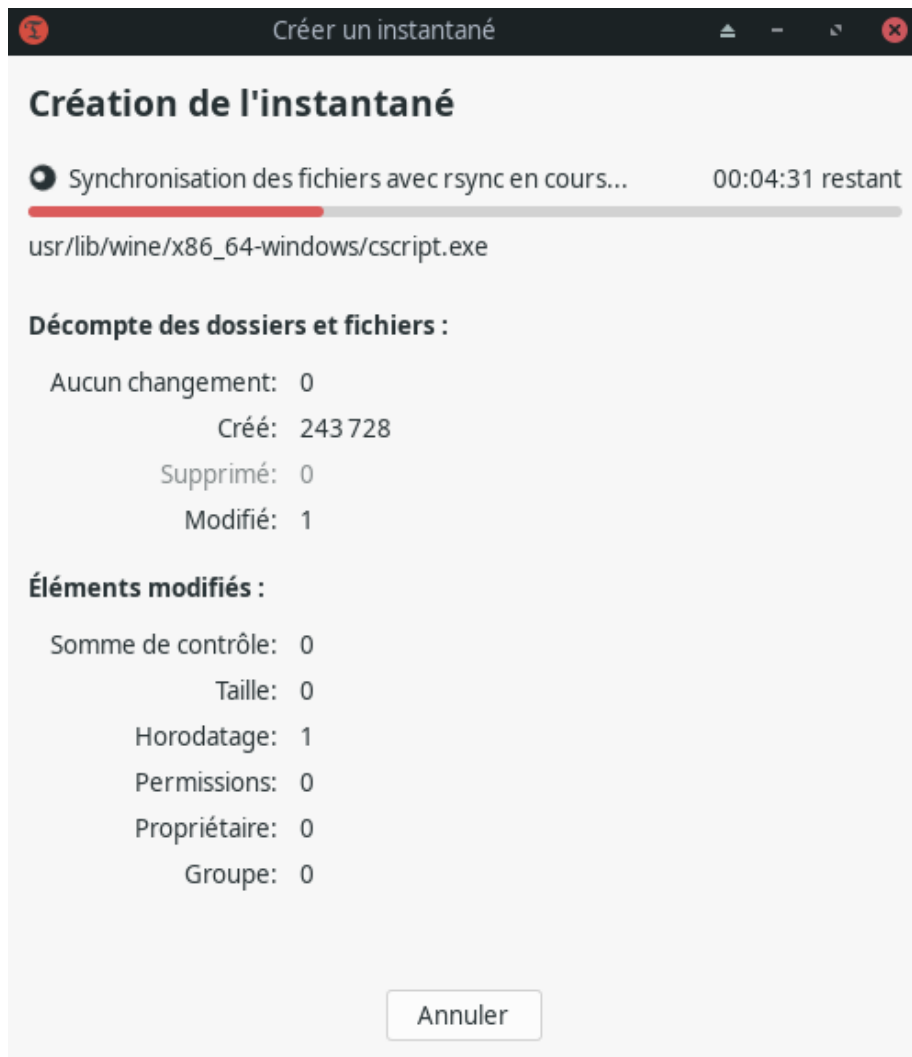 Créer un instantané
Création de l'instantané
Synchronisation des fichiers avec rsync en cours... 00:04:31 restant
usr/lib/wine/x86_64-windows/cscript.exe
Décompte des dossiers et fichiers :
Aucun changement: 0
Créé: 243 728
Supprimé: 0
Modifié: 1
Éléments modifiés :
Somme de contrôle: 0
Taille: 0
Horodatage: 1
Permissions: 0
Propriétaire: 0
Groupe: 0
Annuler